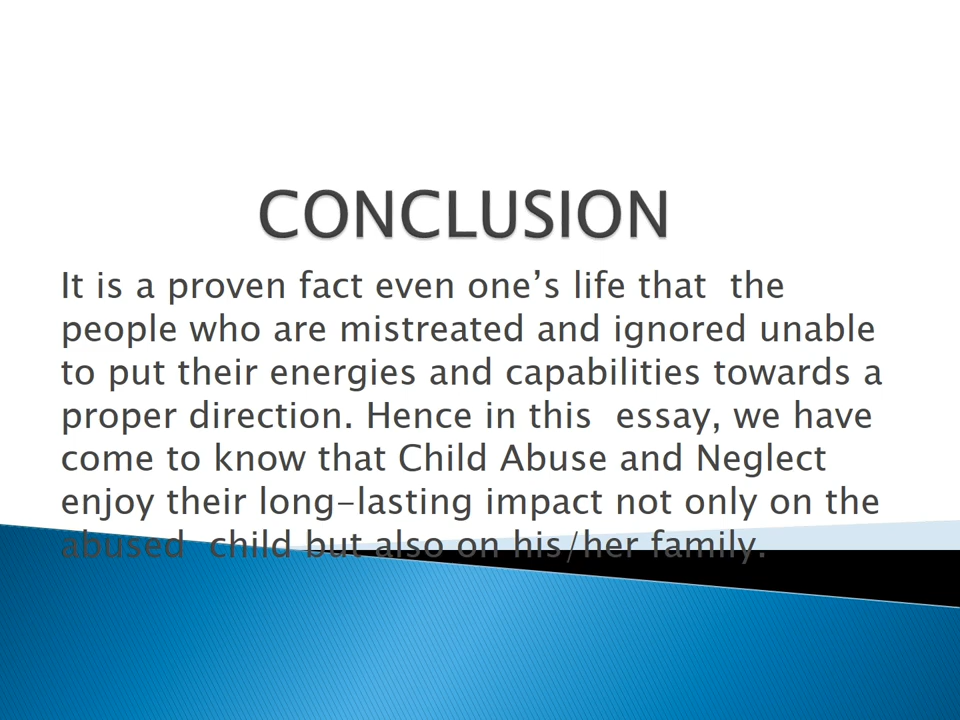 CONCLUSION
It is a proven fact even one’s life that  the
people who are mistreated and ignored unable
to put their energies and capabilities towards a
proper direction. Hence in this  essay, we have
come to know that Child Abuse and Neglect
enjoy their long-lasting impact not only on the
abused  child but also on his/her family.